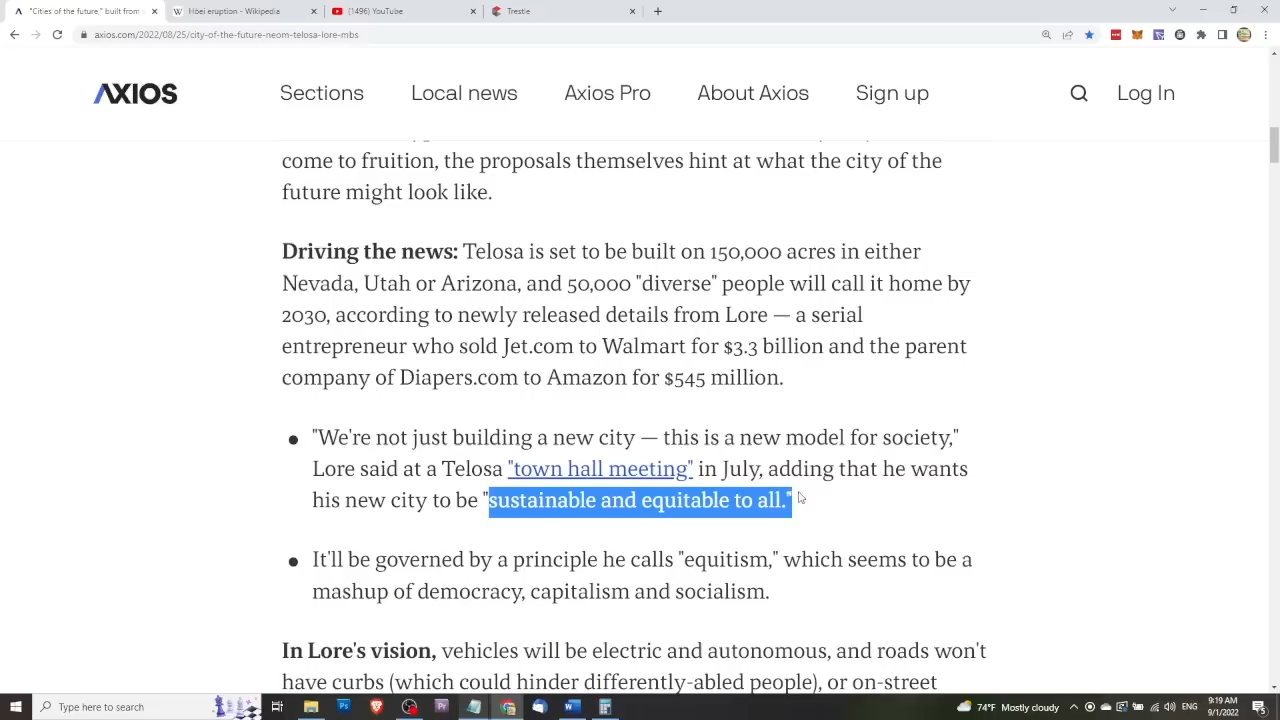 "Cities of the future," built from
Hōei eruption - Wikipedia
(1496) YouTube
Trestle
axios.com/2022/08/25/city-of-the-future-neom-telosa-lore-mbs
AXIOS
Sections
Local news
Axios Pro
About Axios
Sign up
Log In
come to fruition, the proposals themselves hint at what the city of the
future might look like.
Driving the news: Telosa is set to be built on 150,000 acres in either
Nevada, Utah or Arizona, and 50,000 "diverse" people will call it home by
2030, according to newly released details from Lore — a serial
entrepreneur who sold Jet.com to Walmart for $3.3 billion and the parent
company of Diapers.com to Amazon for $545 million.
"We're not just building a new city — this is a new model for society,"
Lore said at a Telosa "town hall meeting" in July, adding that he wants
his new city to be "sustainable and equitable to all."
It'll be governed by a principle he calls "equitism," which seems to be a
mashup of democracy, capitalism and socialism.
In Lore's vision, vehicles will be electric and autonomous, and roads won't
have curbs (which could hinder differently-abled people), or on-street
Type here to search
74°F Mostly cloudy
9:19 AM
9/1/2022